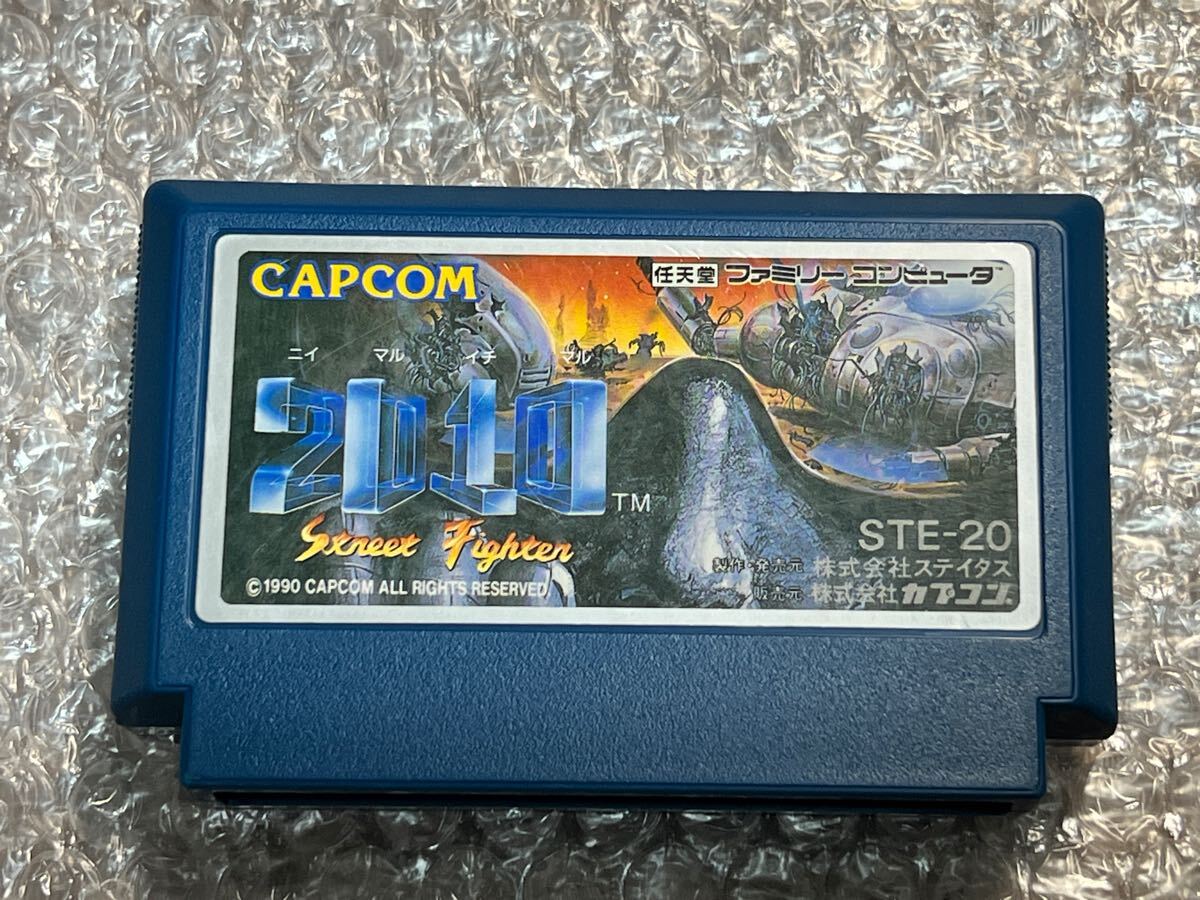 CAPCOM
任天堂 ファミリーコンピュータ™
ニイ マル イチ マル
2010™
Street Fighter
STE-20
製作・発売元 株式会社ステイタス
販売元 株式会社カプコン
©1990 CAPCOM ALL RIGHTS RESERVED